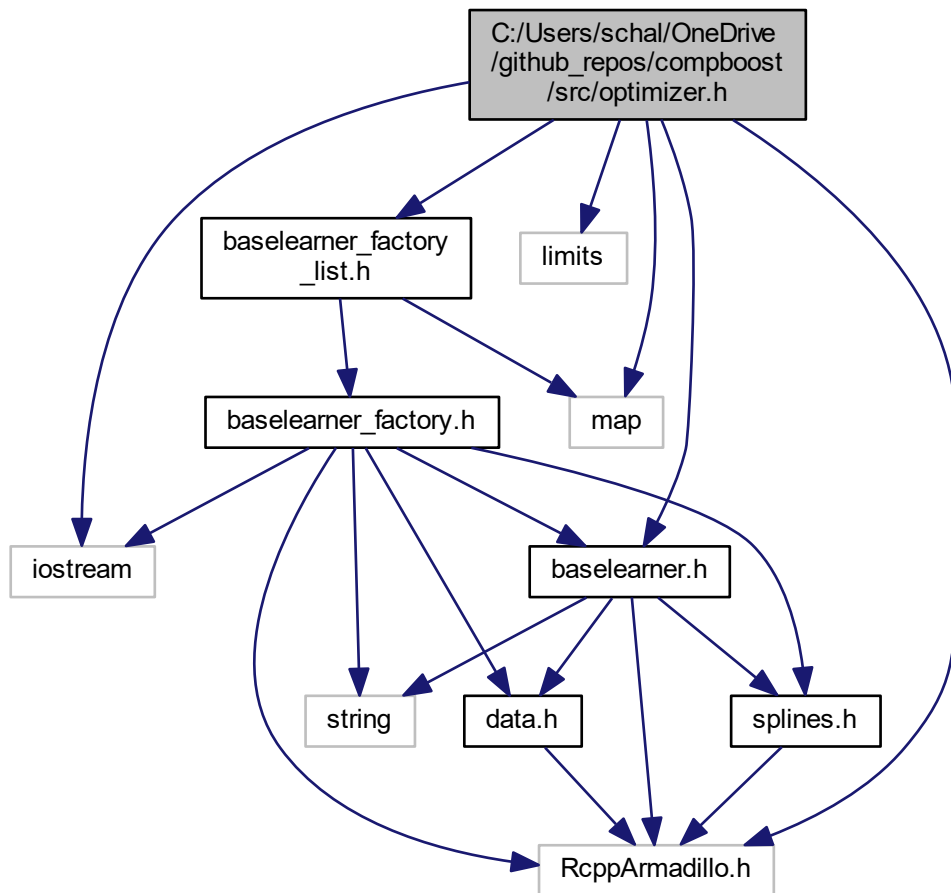 C:/Users/schal/OneDrive
/github_repos/compboost
/src/optimizer.h
baselearner_factory
_list.h
limits
baselearner_factory.h
map
iostream
baselearner.h
string
data.h
splines.h
RcppArmadillo.h